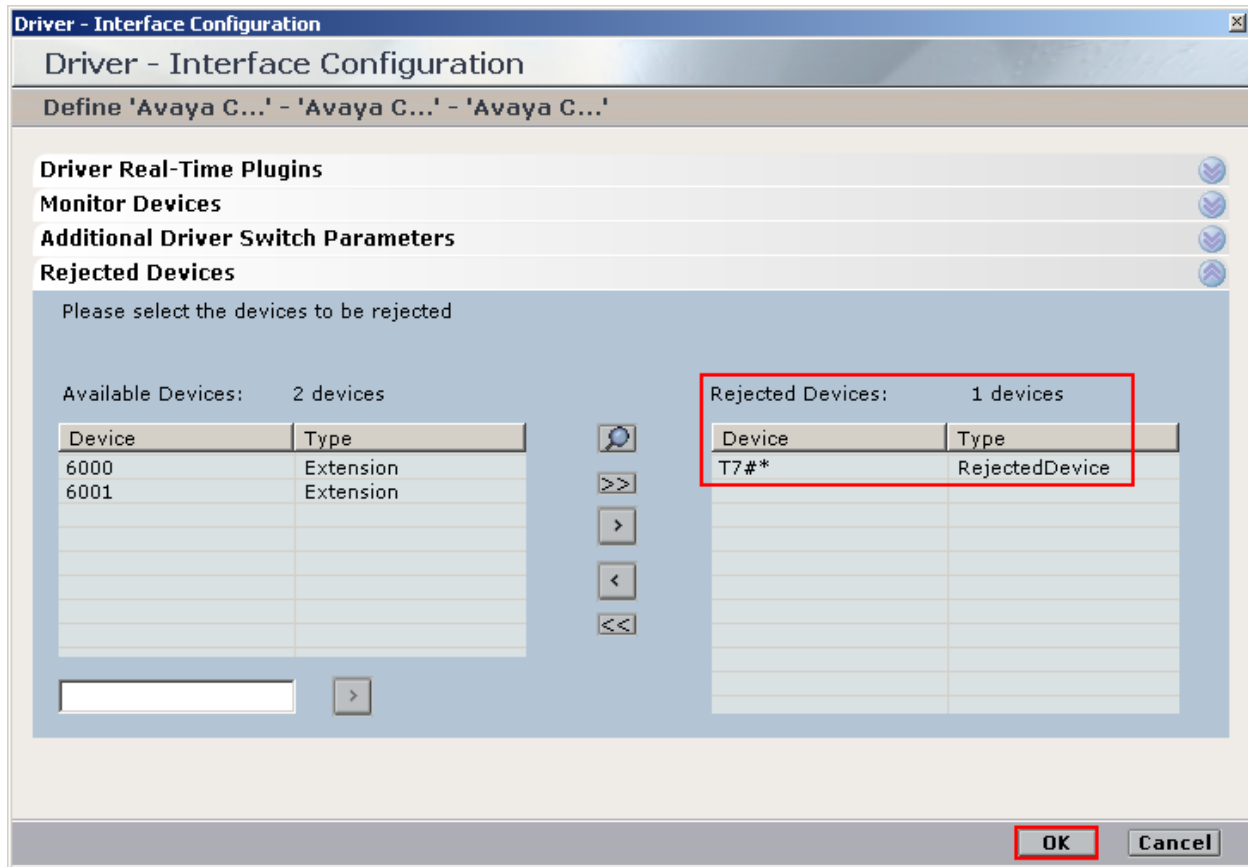 Driver - Interface Configuration
Driver - Interface Configuration
Define 'Avaya C...' - 'Avaya C...' - 'Avaya C...'
Driver Real-Time Plugins
Monitor Devices
Additional Driver Switch Parameters
Rejected Devices
Please select the devices to be rejected
Available Devices: 2 devices
Device Type
6000 Extension
6001 Extension
>>
>
<
<<
>
Rejected Devices: 1 devices
Device Type
T7#* RejectedDevice
OK Cancel